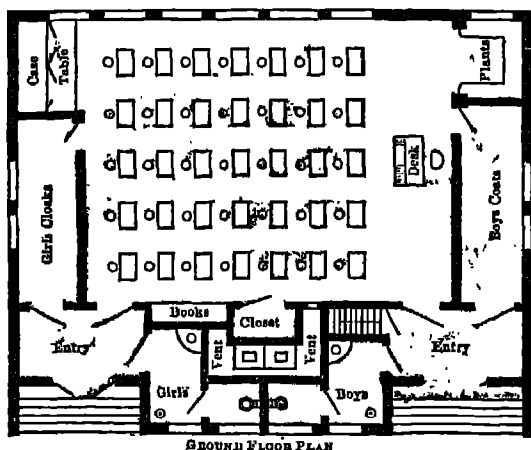 Case
Table
Plants
Desk
Girls Cloaks
Boys Coats
Books
Closet
Entry
Vent
Vent
Entry
Girls
Boys
GROUND FLOOR PLAN